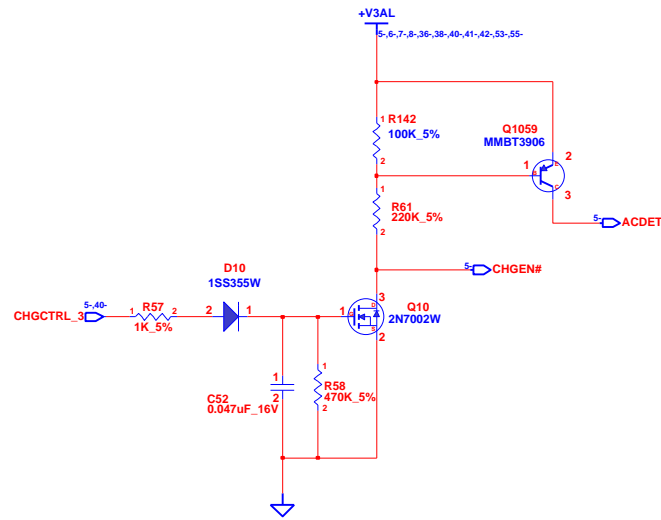 +V3AL
5-,6-,7-,8-,36-,38-,40-,41-,42-,53-,55-
1
R142
100K_5%
2
Q1059
MMBT3906
2
1
B
E
C
3
1
R61
220K_5%
2
5-
ACDET
5-
CHGEN#
D10
1SS355W
CHGCTRL_3
5-,40-
1
R57
2
1K_5%
2
1
1
G
D
S
3
Q10
2N7002W
2
1
C52
2
0.047uF_16V
1
R58
470K_5%
2